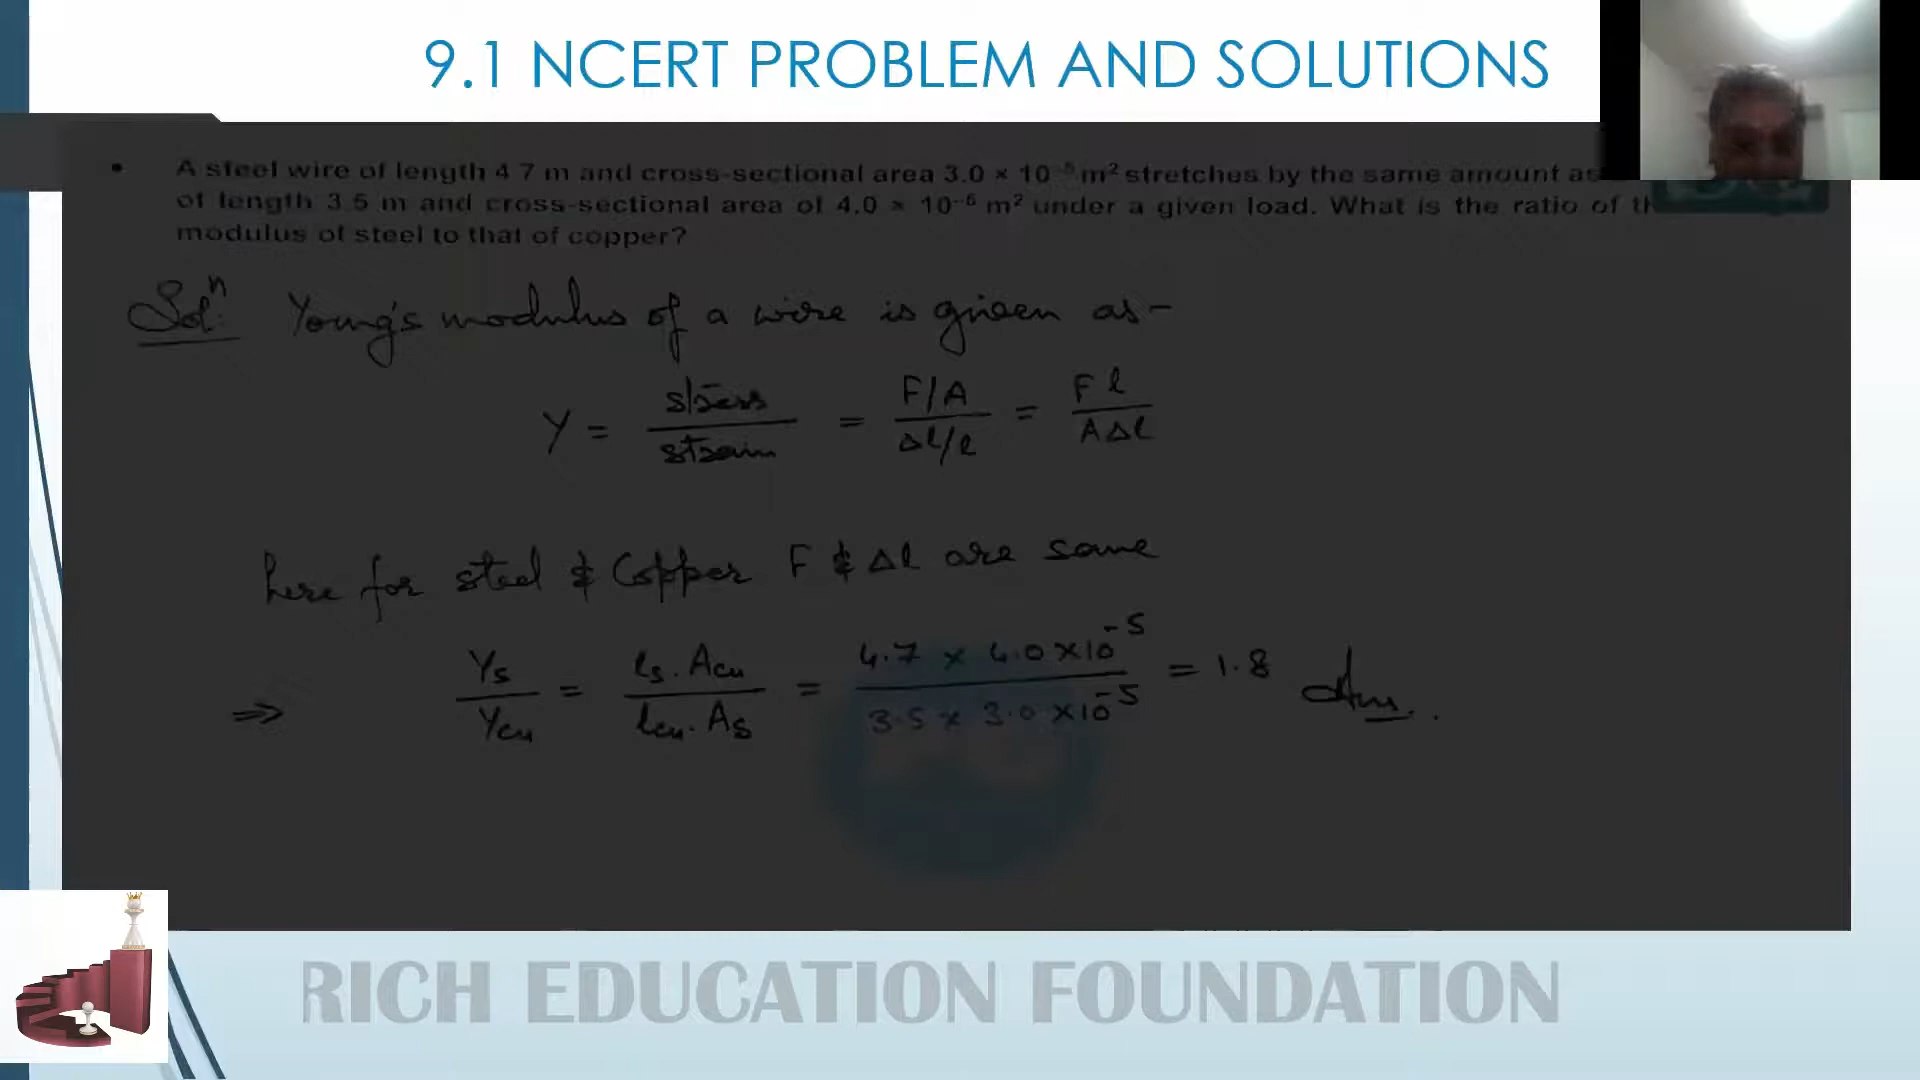 9.1 NCERT PROBLEM AND SOLUTIONS
• A steel wire of length 4 7 m and cross-sectional area 3.0 × 10⁻⁵ m² stretches by the same amount as
of length 3.5 m and cross-sectional area of 4.0 × 10⁻⁵ m² under a given load. What is the ratio of
modulus of steel to that of copper?
Solⁿ: Young's modulus of a wire is given as-
Y = stress/strain = (F/A)/(Δl/l) = Fl/AΔl
here for steel & Copper F & Δl are same
⇒ Ys/Ycu = ls.Acu/lcu.As = 4.7 × 4.0×10⁻⁵/3.5 × 3.0×10⁻⁵ = 1.8 Ans.
RICH EDUCATION FOUNDATION